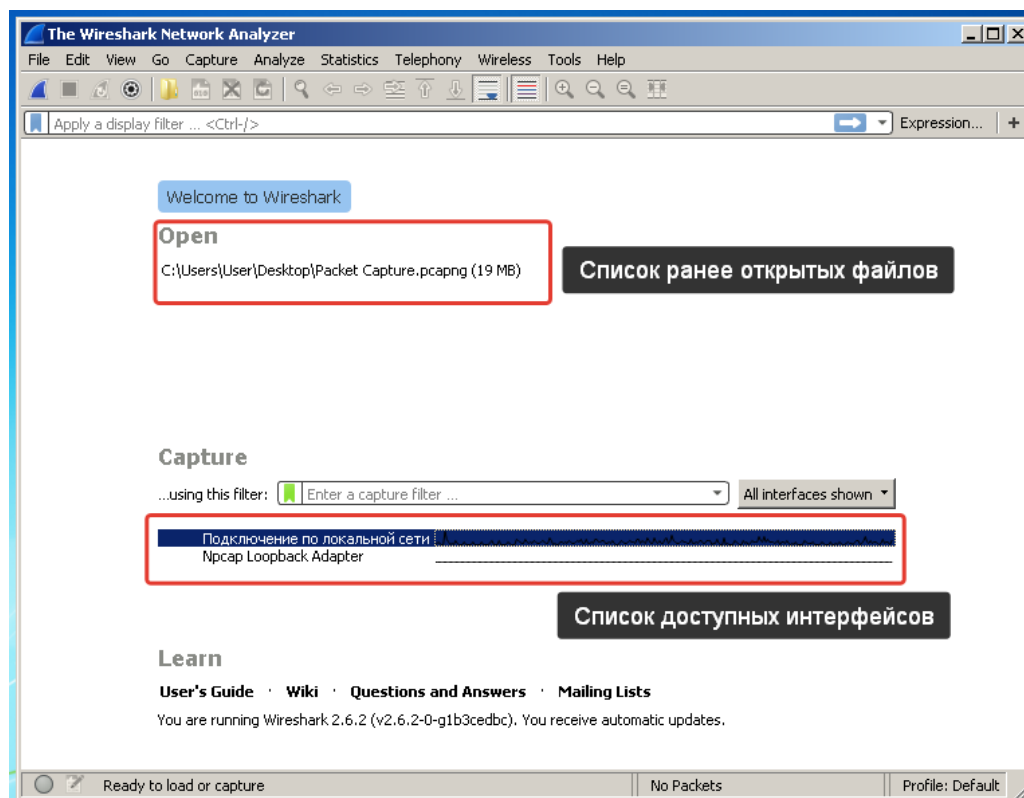 The Wireshark Network Analyzer
File Edit View Go Capture Analyze Statistics Telephony Wireless Tools Help
Apply a display filter ... <Ctrl-/> Expression... +
Welcome to Wireshark
Open
C:\Users\User\Desktop\Packet Capture.pcapng (19 MB)
Список ранее открытых файлов
Capture
...using this filter: Enter a capture filter ... All interfaces shown
Подключение по локальной сети
Npcap Loopback Adapter
Список доступных интерфейсов
Learn
User's Guide · Wiki · Questions and Answers · Mailing Lists
You are running Wireshark 2.6.2 (v2.6.2-0-g1b3cedbc). You receive automatic updates.
Ready to load or capture No Packets Profile: Default